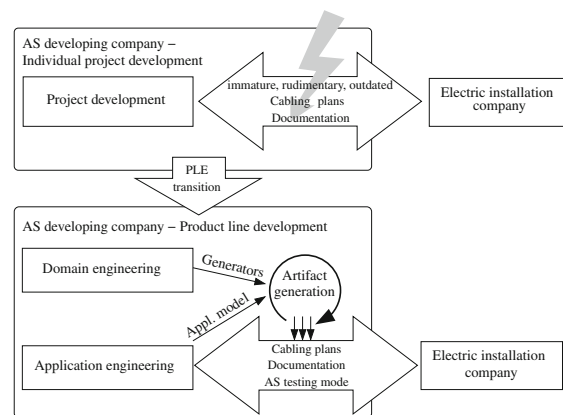 AS developing company −
Individual project development
Project development
immature, rudimentary, outdated
Cabling plans
Documentation
Electric installation
company
PLE
transition
AS developing company − Product line development
Domain engineering
Generators
Artifact
generation
Appl. model
Application engineering
Cabling plans
Documentation
AS testing mode
Electric installation
company